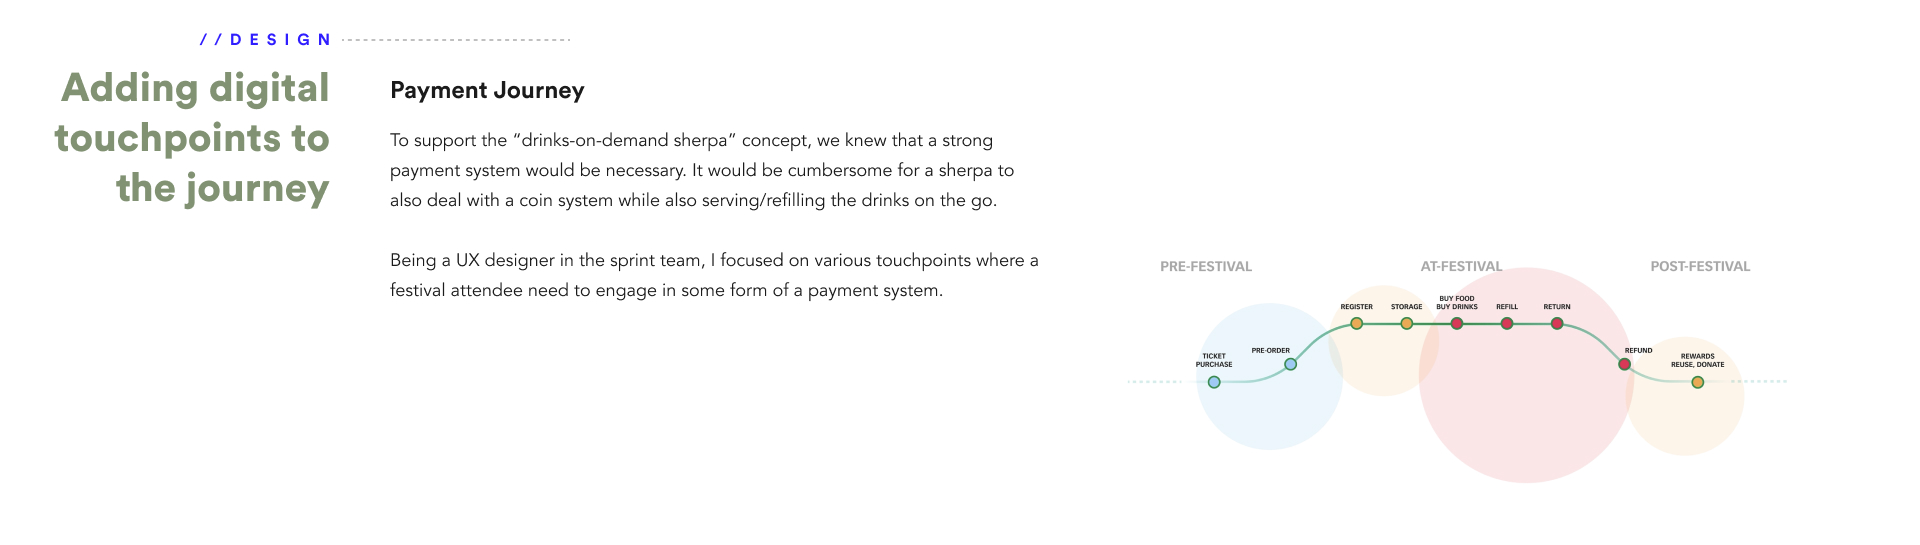 //DESIGN
Adding digital
touchpoints to
the journey
Payment Journey
To support the “drinks-on-demand sherpa” concept, we knew that a strong
payment system would be necessary. It would be cumbersome for a sherpa to
also deal with a coin system while also serving/refilling the drinks on the go.
Being a UX designer in the sprint team, I focused on various touchpoints where a
festival attendee need to engage in some form of a payment system.
PRE-FESTIVAL
AT-FESTIVAL
POST-FESTIVAL
TICKET
PURCHASE
PRE-ORDER
REGISTER
STORAGE
BUY FOOD
BUY DRINKS
REFILL
RETURN
REFUND
REWARDS
REUSE, DONATE